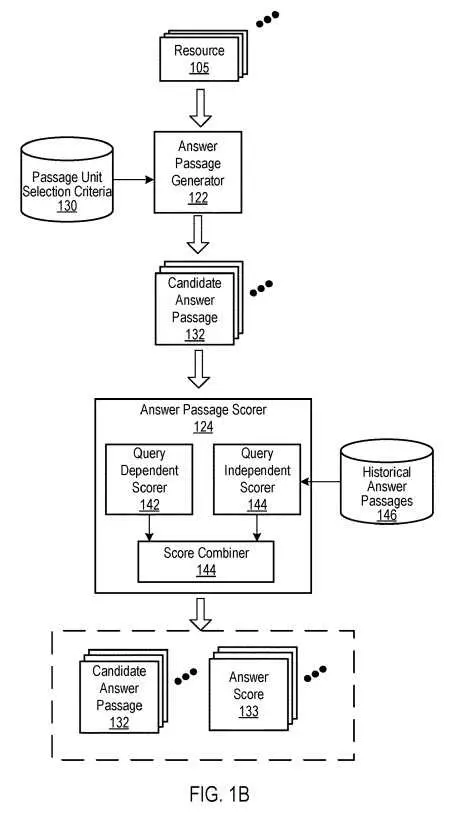 Resource
105
Answer
Passage
Generator
122
Passage Unit
Selection Criteria
130
Candidate
Answer
Passage
132
Answer Passage Scorer
124
Query
Dependent
Scorer
142
Query
Independent
Scorer
144
Historical
Answer
Passages
146
Score Combiner
144
Candidate
Answer
Passage
132
Answer
Score
133
FIG. 1B